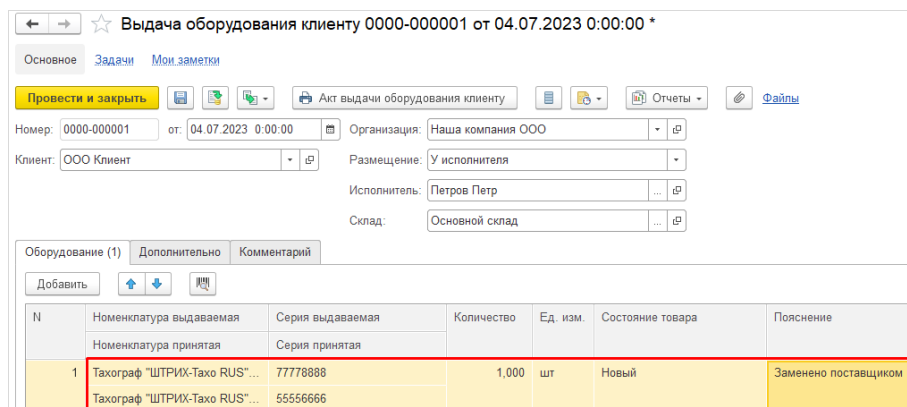 Выдача оборудования клиенту 0000-000001 от 04.07.2023 0:00:00 *
Основное Задачи Мои заметки
Провести и закрыть Акт выдачи оборудования клиенту Отчеты Файлы
Номер: 0000-000001 от: 04.07.2023 0:00:00 Организация: Наша компания ООО
Клиент: ООО Клиент Размещение: У исполнителя
Исполнитель: Петров Петр
Склад: Основной склад
Оборудование (1) Дополнительно Комментарий
Добавить
N Номенклатура выдаваемая Серия выдаваемая Количество Ед. изм. Состояние товара Пояснение
Номенклатура принятая Серия принятая
1 Тахограф "ШТРИХ-Тахо RUS"... 77778888 1,000 шт Новый Заменено поставщиком
Тахограф "ШТРИХ-Тахо RUS"... 55556666